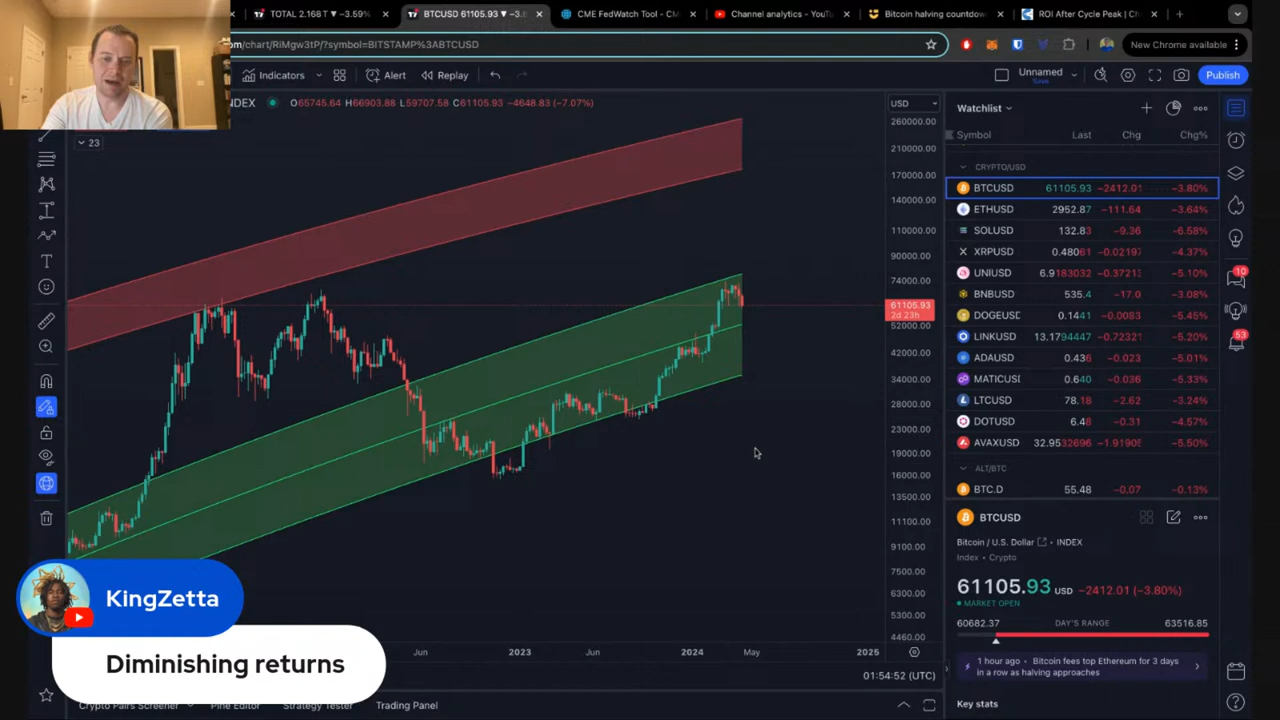 TOTAL 2.168 T ▼ −3.59%
BTCUSD 61105.93 ▼ −3.8
CME FedWatch Tool - CM
Channel analytics - YouTu
Bitcoin halving countdow
ROI After Cycle Peak | Ch
om/chart/RiMgw3tP/?symbol=BITSTAMP%3ABTCUSD
New Chrome available
Indicators
Alert
Replay
Unnamed
Save
Publish
INDEX O65745.64 H66903.88 L59707.58 C61105.93 −4648.83 (−7.07%)
23
USD
260000.00
210000.00
170000.00
140000.00
110000.00
90000.00
74000.00
61105.93
2d 23h
52000.00
42000.00
34000.00
28000.00
23000.00
19000.00
16000.00
13500.00
11100.00
9100.00
7500.00
6300.00
5300.00
4460.00
Jun 2023 Jun 2024 May 2025
01:54:52 (UTC)
Watchlist
Symbol Last Chg Chg%
CRYPTO/USD
BTCUSD 61105.93 −2412.01 −3.80%
ETHUSD 2952.87 −111.64 −3.64%
SOLUSD 132.83 −9.36 −6.58%
XRPUSD 0.48061 −0.02197 −4.37%
UNIUSD 6.9183032 −0.37213 −5.10%
BNBUSD 535.4 −17.0 −3.08%
DOGEUSD 0.1441 −0.0083 −5.45%
LINKUSD 13.1794447 −0.72320 −5.20%
ADAUSD 0.436 −0.023 −5.01%
MATICUSD 0.640 −0.036 −5.33%
LTCUSD 78.18 −2.62 −3.24%
DOTUSD 6.48 −0.31 −4.57%
AVAXUSD 32.9532696 −1.91905 −5.50%
ALT/BTC
BTC.D 55.48 −0.07 −0.13%
10
53
BTCUSD
Bitcoin / U.S. Dollar • INDEX
Index • Crypto
61105.93 USD −2412.01 (−3.80%)
MARKET OPEN
60682.37 DAY'S RANGE 63516.85
1 hour ago • Bitcoin fees top Ethereum for 3 days
in a row as halving approaches
Key stats
KingZetta
Diminishing returns
Crypto Pairs Screener
Pine Editor
Strategy Tester
Trading Panel